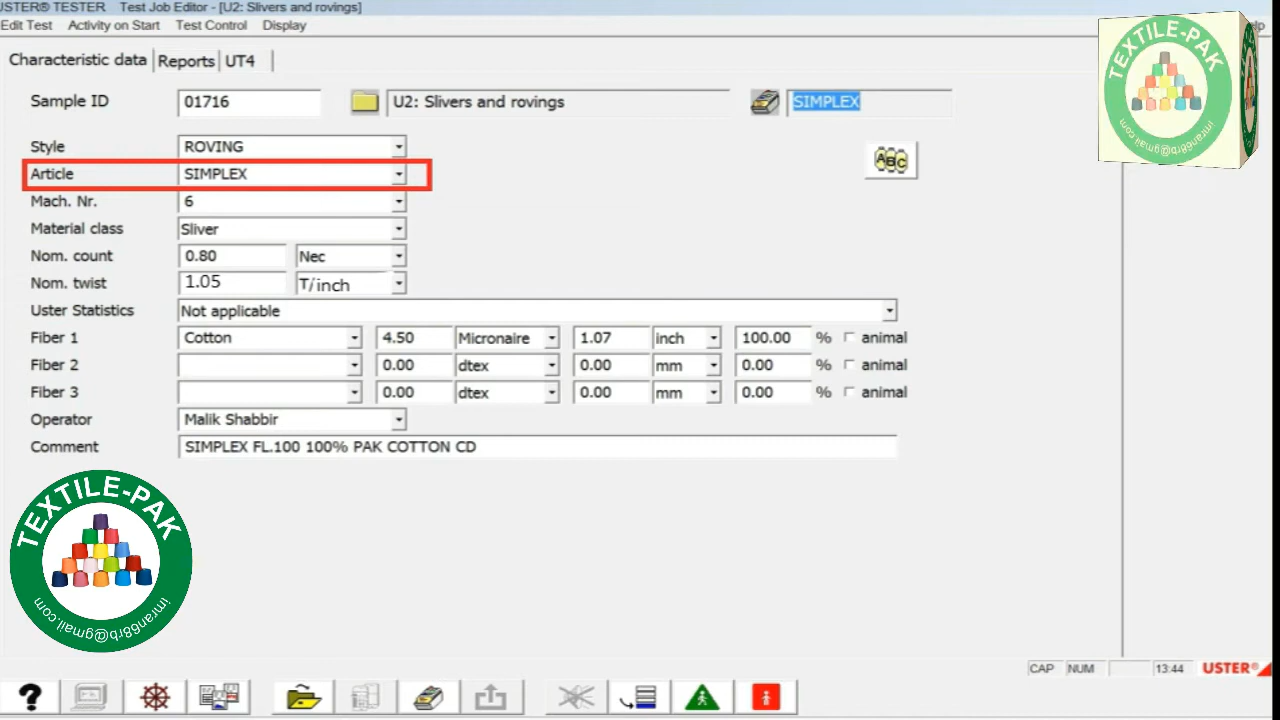 USTER® TESTER Test Job Editor - [U2: Slivers and rovings]
Edit Test Activity on Start Test Control Display
Characteristic data Reports UT4
Sample ID 01716 U2: Slivers and rovings SIMPLEX
Style ROVING
ABC
Article SIMPLEX
Mach. Nr. 6
Material class Sliver
Nom. count 0.80 Nec
Nom. twist 1.05 T/inch
Uster Statistics Not applicable
Fiber 1 Cotton 4.50 Micronaire 1.07 inch 100.00 % animal
Fiber 2 0.00 dtex 0.00 mm 0.00 % animal
Fiber 3 0.00 dtex 0.00 mm 0.00 % animal
Operator Malik Shabbir
Comment SIMPLEX FL.100 100% PAK COTTON CD
TEXTILE-PAK
imran68rb@gmail.com
TEXTILE-PAK
imran68rb@gmail.com
CAP NUM 13:44 USTER®
?